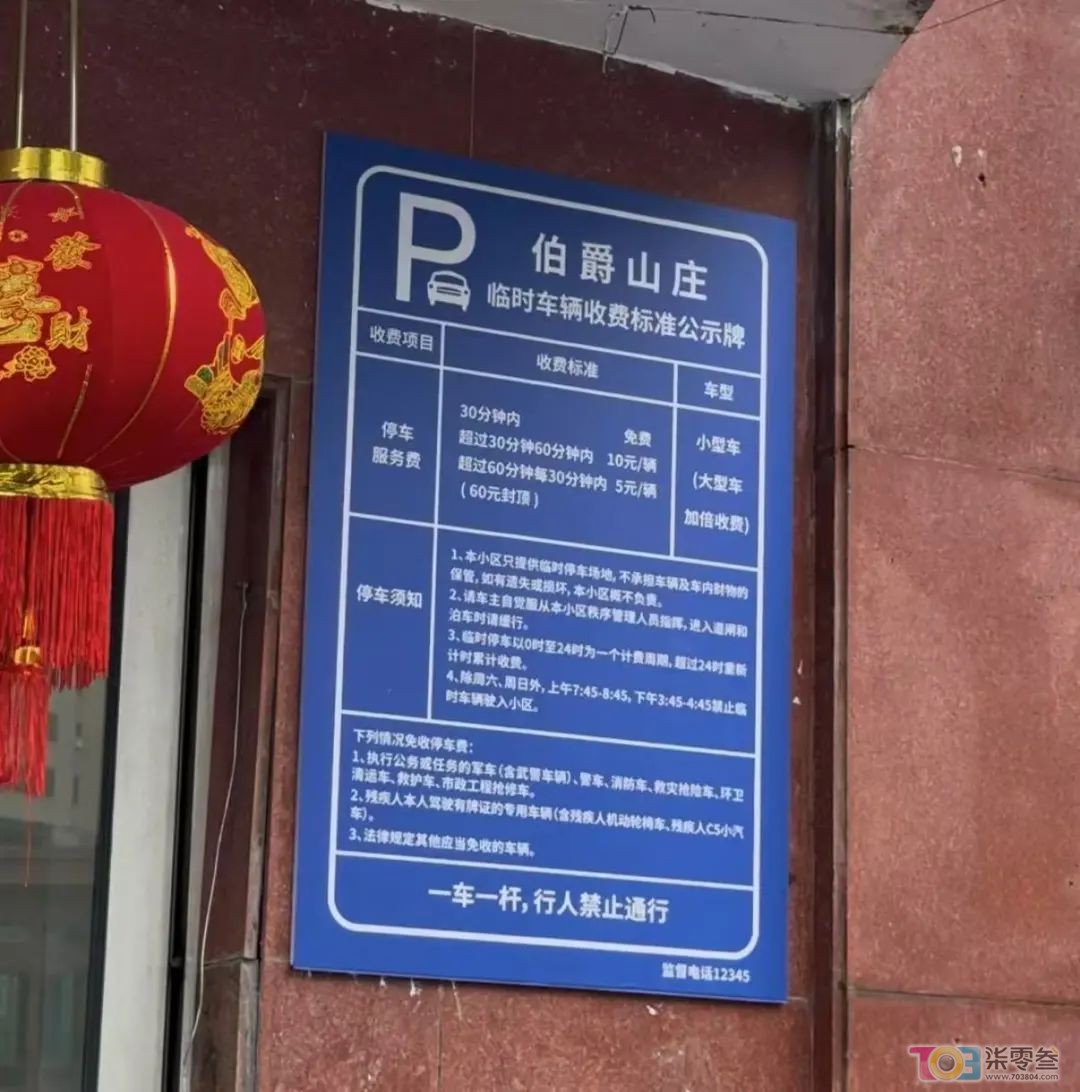 發
财
P
伯爵山庄
临时车辆收费标准公示牌
收费项目 收费标准 车型
停车
服务费
30分钟内 免费
超过30分钟60分钟内 10元/辆
超过60分钟每30分钟内 5元/辆
(60元封顶)
小型车
(大型车
加倍收费)
停车须知
1、本小区只提供临时停车场地,不承担车辆及车内财物的
保管,如有遗失或损坏,本小区概不负责。
2、请车主自觉服从本小区秩序管理人员指挥,进入道闸和
泊车时请缓行。
3、临时停车以0时至24时为一个计费周期,超过24时重新
计时累计收费。
4、除周六、周日外,上午7:45-8:45,下午3:45-4:45禁止临
时车辆驶入小区。
下列情况免收停车费:
1、执行公务或任务的军车(含武警车辆)、警车、消防车、救灾抢险车、环卫
清运车、救护车、市政工程抢修车。
2、残疾人本人驾驶有牌证的专用车辆(含残疾人机动轮椅车、残疾人C5小汽
车)。
3、法律规定其他应当免收的车辆。
一车一杆,行人禁止通行
监督电话12345
703 柒零叁
www.703804.com